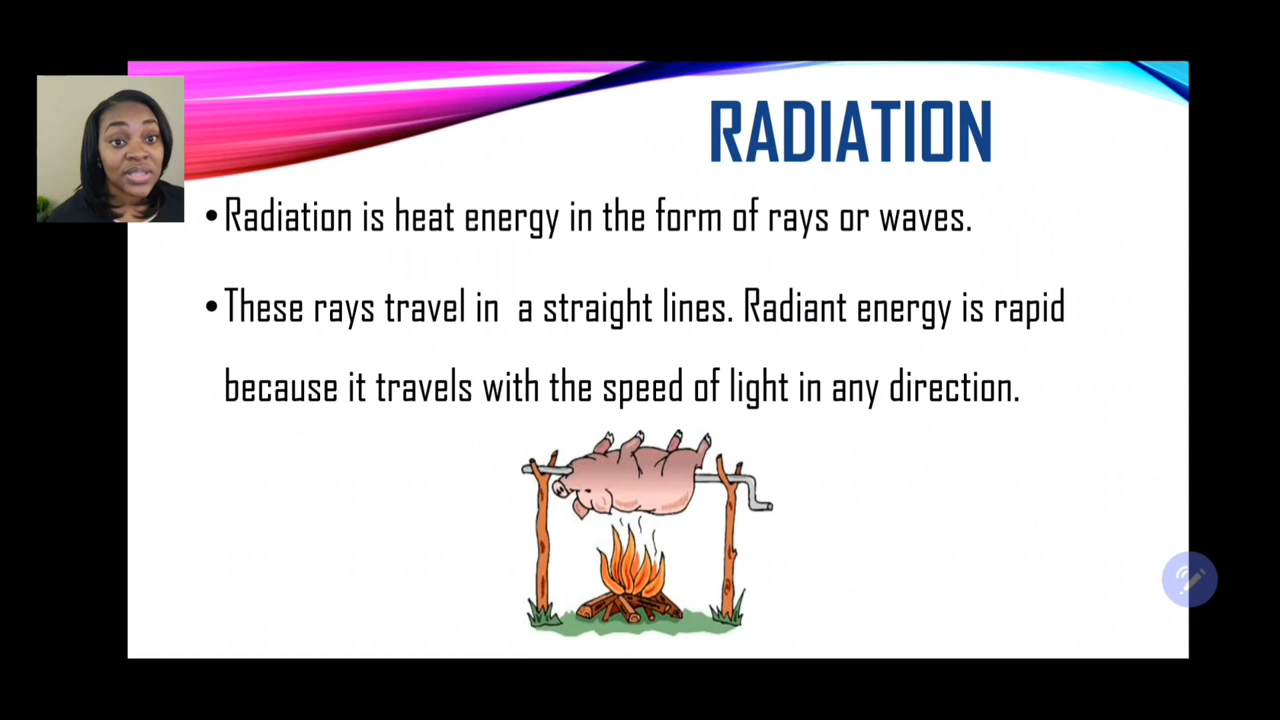 RADIATION
• Radiation is heat energy in the form of rays or waves.
• These rays travel in a straight lines. Radiant energy is rapid
because it travels with the speed of light in any direction.